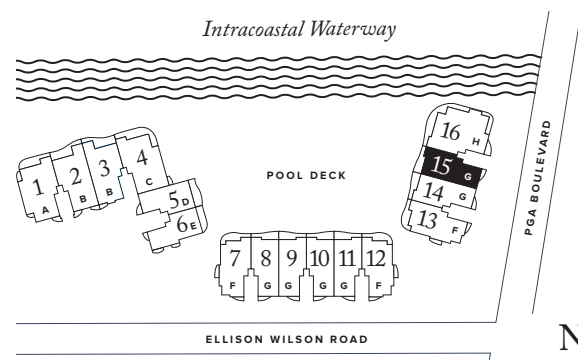 Intracoastal Waterway
16 H
15 G
14 G
13 F
PGA BOULEVARD
1 A
2 B
3 B
4 C
5 D
6 E
POOL DECK
7 F
8 G
9 G
10 G
11 G
12 F
ELLISON WILSON ROAD
N